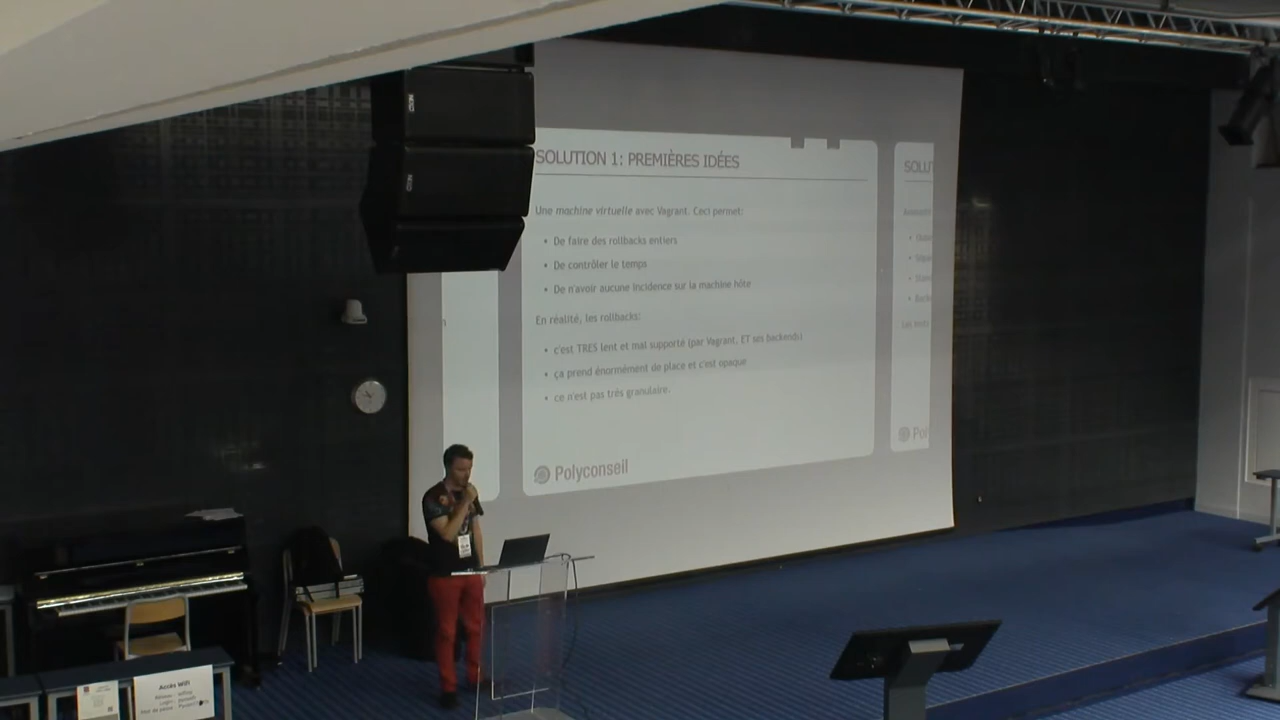 SOLUTION 1: PREMIÈRES IDÉES
Une machine virtuelle avec Vagrant. Ceci permet:
• De faire des rollbacks entiers
• De contrôler le temps
• De n'avoir aucune incidence sur la machine hôte
En réalité, les rollbacks:
• c'est TRES lent et mal supporté (par Vagrant, ET ses backends)
• ça prend énormément de place et c'est opaque
• ce n'est pas très granulaire.
Polyconseil
SOLUT
Pol
Accès Wifi